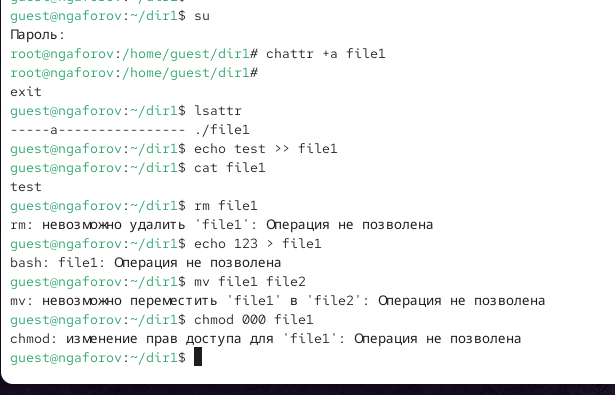 guest@ngaforov:~/dir1$ su
Пароль:
root@ngaforov:/home/guest/dir1# chattr +a file1
root@ngaforov:/home/guest/dir1#
exit
guest@ngaforov:~/dir1$ lsattr
-----a---------------- ./file1
guest@ngaforov:~/dir1$ echo test >> file1
guest@ngaforov:~/dir1$ cat file1
test
guest@ngaforov:~/dir1$ rm file1
rm: невозможно удалить 'file1': Операция не позволена
guest@ngaforov:~/dir1$ echo 123 > file1
bash: file1: Операция не позволена
guest@ngaforov:~/dir1$ mv file1 file2
mv: невозможно переместить 'file1' в 'file2': Операция не позволена
guest@ngaforov:~/dir1$ chmod 000 file1
chmod: изменение прав доступа для 'file1': Операция не позволена
guest@ngaforov:~/dir1$